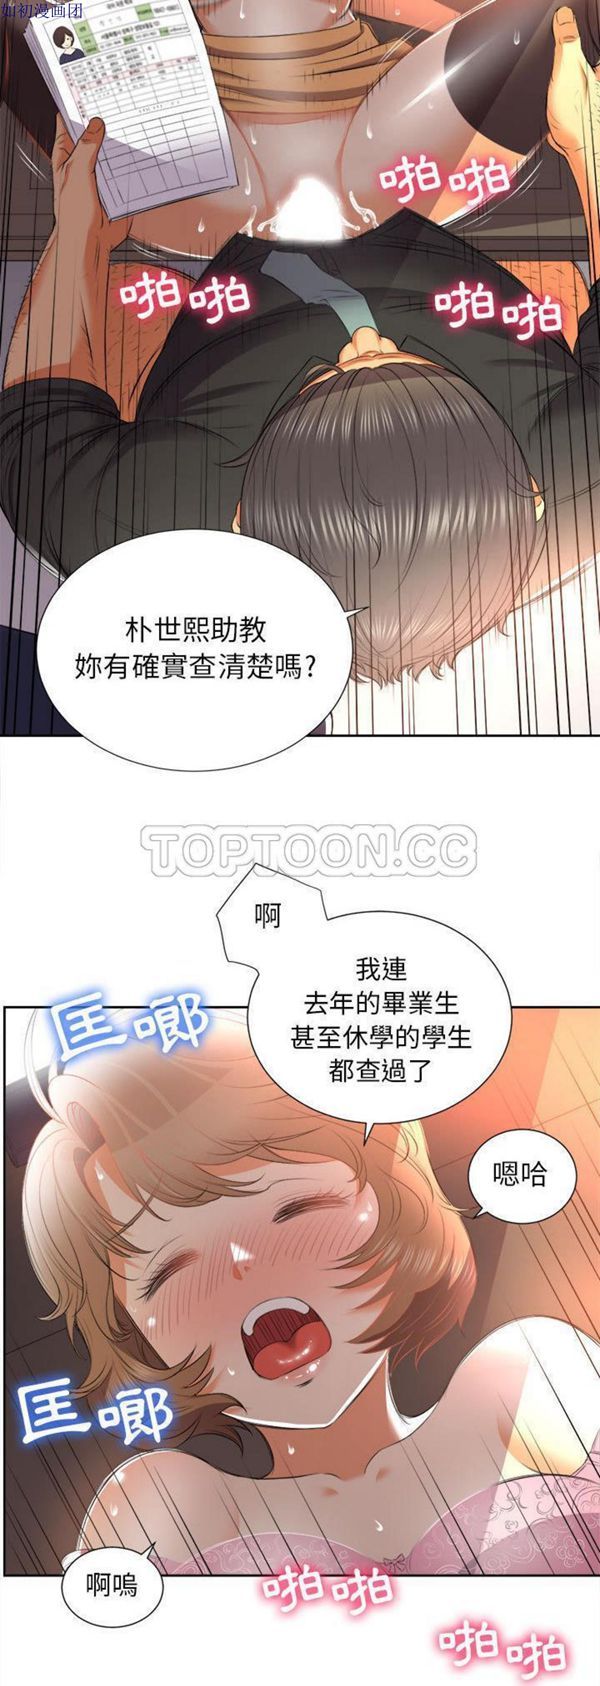 如初漫画团
啪啪
啪啪
啪啪
朴世熙助教
妳有確實查清楚嗎?
TOPTOON.CC
啊
我連
去年的畢業生
甚至休學的學生
都查過了
匡啷
嗯哈
匡啷
啊嗚
啪啪
啪啪